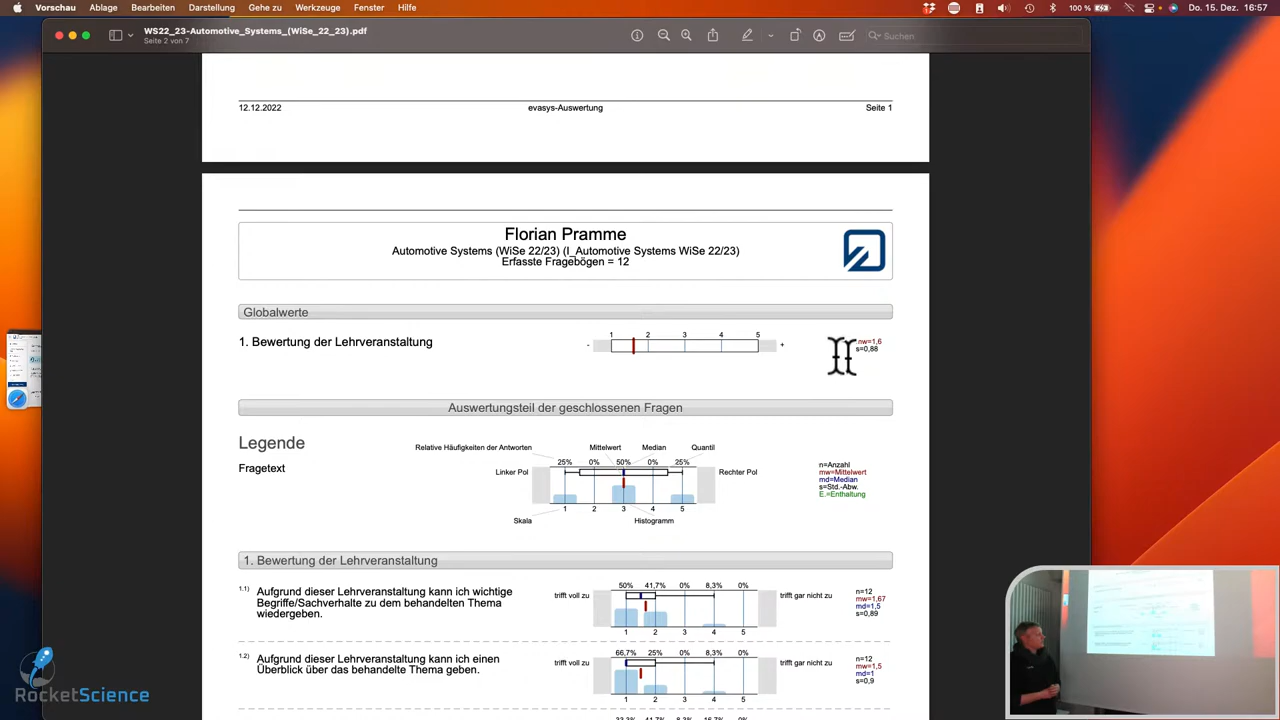 Vorschau Ablage Bearbeiten Darstellung Gehe zu Werkzeuge Fenster Hilfe 100 % Do. 15. Dez. 16:57
WS22_23-Automotive_Systems_(WiSe_22_23).pdf
Seite 2 von 7
Suchen
12.12.2022 evasys-Auswertung Seite 1
Florian Pramme
Automotive Systems (WiSe 22/23) (I_Automotive Systems WiSe 22/23)
Erfasste Fragebögen = 12
Globalwerte
1. Bewertung der Lehrveranstaltung
1 2 3 4 5
- +
mw=1,6
s=0,88
Auswertungsteil der geschlossenen Fragen
Legende
Fragetext
Relative Häufigkeiten der Antworten Mittelwert Median Quantil
25% 0% 50% 0% 25%
Linker Pol Rechter Pol
1 2 3 4 5
Skala Histogramm
n=Anzahl
mw=Mittelwert
md=Median
s=Std.-Abw.
E.=Enthaltung
1. Bewertung der Lehrveranstaltung
1.1) Aufgrund dieser Lehrveranstaltung kann ich wichtige
Begriffe/Sachverhalte zu dem behandelten Thema
wiedergeben.
50% 41,7% 0% 8,3% 0%
trifft voll zu trifft gar nicht zu
1 2 3 4 5
n=12
mw=1,67
md=1,5
s=0,89
1.2) Aufgrund dieser Lehrveranstaltung kann ich einen
Überblick über das behandelte Thema geben.
66,7% 25% 0% 8,3% 0%
trifft voll zu trifft gar nicht zu
1 2 3 4 5
n=12
mw=1,5
md=1
s=0,9
33,3% 41,7% 8,3% 16,7% 0%
RocketScience